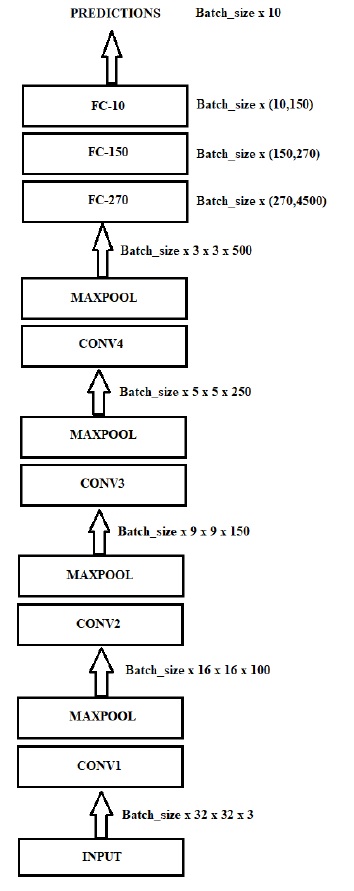 PREDICTIONS Batch_size x 10
FC-10 Batch_size x (10,150)
FC-150 Batch_size x (150,270)
FC-270 Batch_size x (270,4500)
Batch_size x 3 x 3 x 500
MAXPOOL
CONV4
Batch_size x 5 x 5 x 250
MAXPOOL
CONV3
Batch_size x 9 x 9 x 150
MAXPOOL
CONV2
Batch_size x 16 x 16 x 100
MAXPOOL
CONV1
Batch_size x 32 x 32 x 3
INPUT